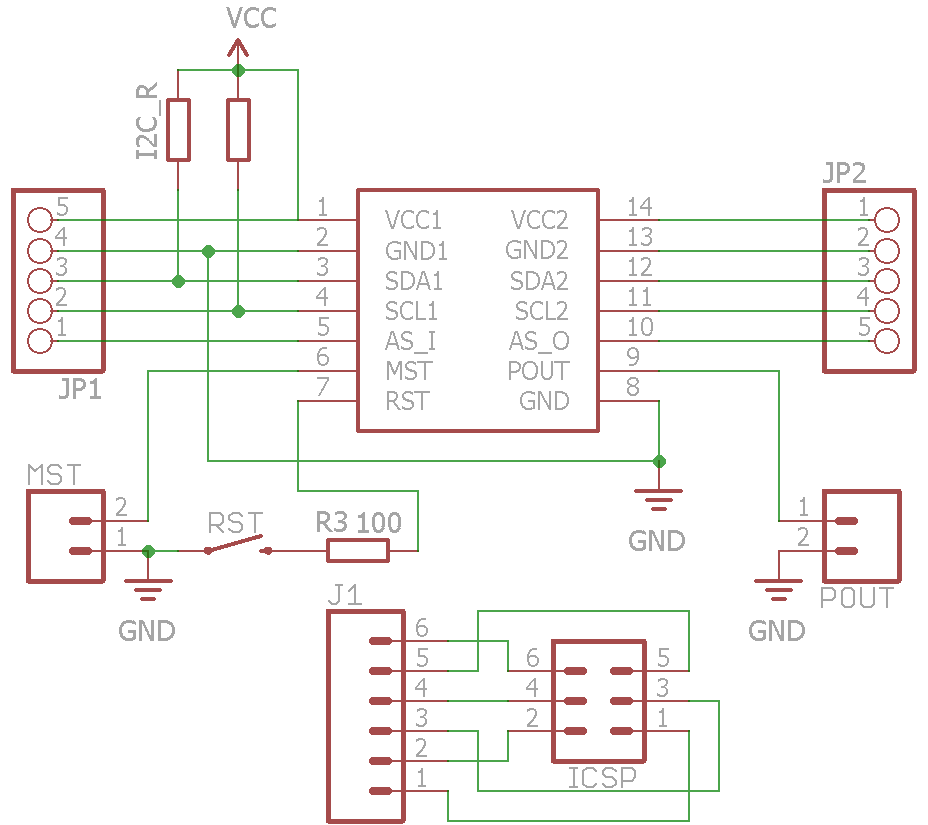 VCC
I2C_R
JP2
5 1 VCC1 VCC2 14 1
4 2 GND1 GND2 13 2
3 3 SDA1 SDA2 12 3
2 4 SCL1 SCL2 11 4
1 5 AS_I AS_O 10 5
6 MST POUT 9
7 RST GND 8
JP1
MST
2
1
RST
R3 100
GND
GND
1
2
POUT
GND
J1
6
5
4
3
2
1
6 5
4 3
2 1
ICSP